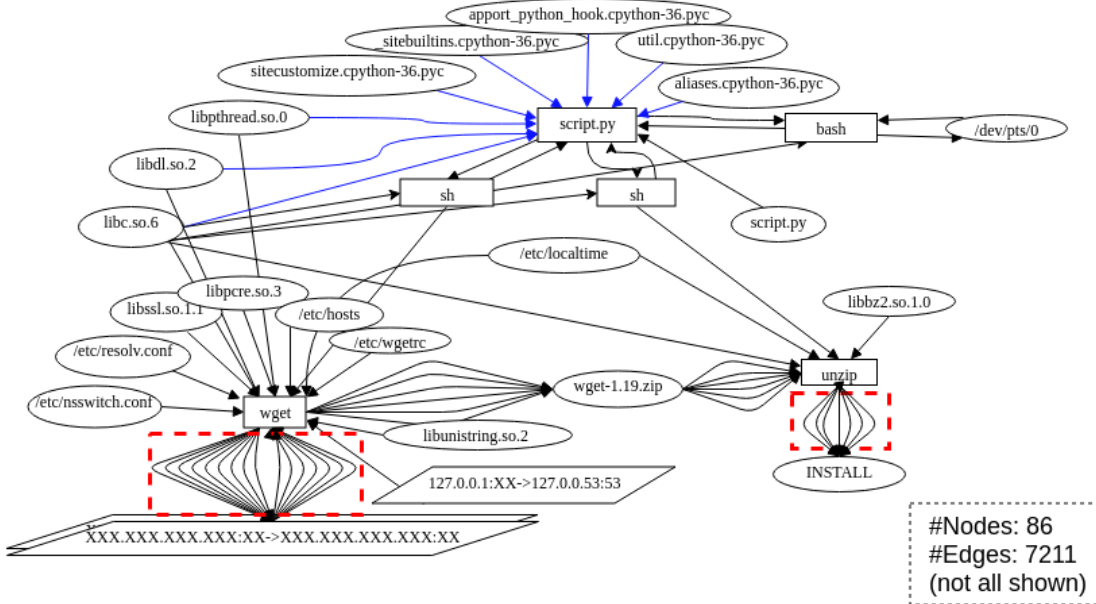 apport_python_hook.cpython-36.pyc
_sitebuiltins.cpython-36.pyc
util.cpython-36.pyc
sitecustomize.cpython-36.pyc
aliases.cpython-36.pyc
libpthread.so.0
script.py
bash
/dev/pts/0
libdl.so.2
sh
sh
libc.so.6
script.py
/etc/localtime
libpcre.so.3
libssl.so.1.1
/etc/hosts
libbz2.so.1.0
/etc/resolv.conf
/etc/wgetrc
unzip
wget-1.19.zip
/etc/nsswitch.conf
wget
libunistring.so.2
INSTALL
127.0.0.1:XX->127.0.0.53:53
XXX.XXX.XXX.XXX:XX->XXX.XXX.XXX.XXX:XX
#Nodes: 86
#Edges: 7211
(not all shown)